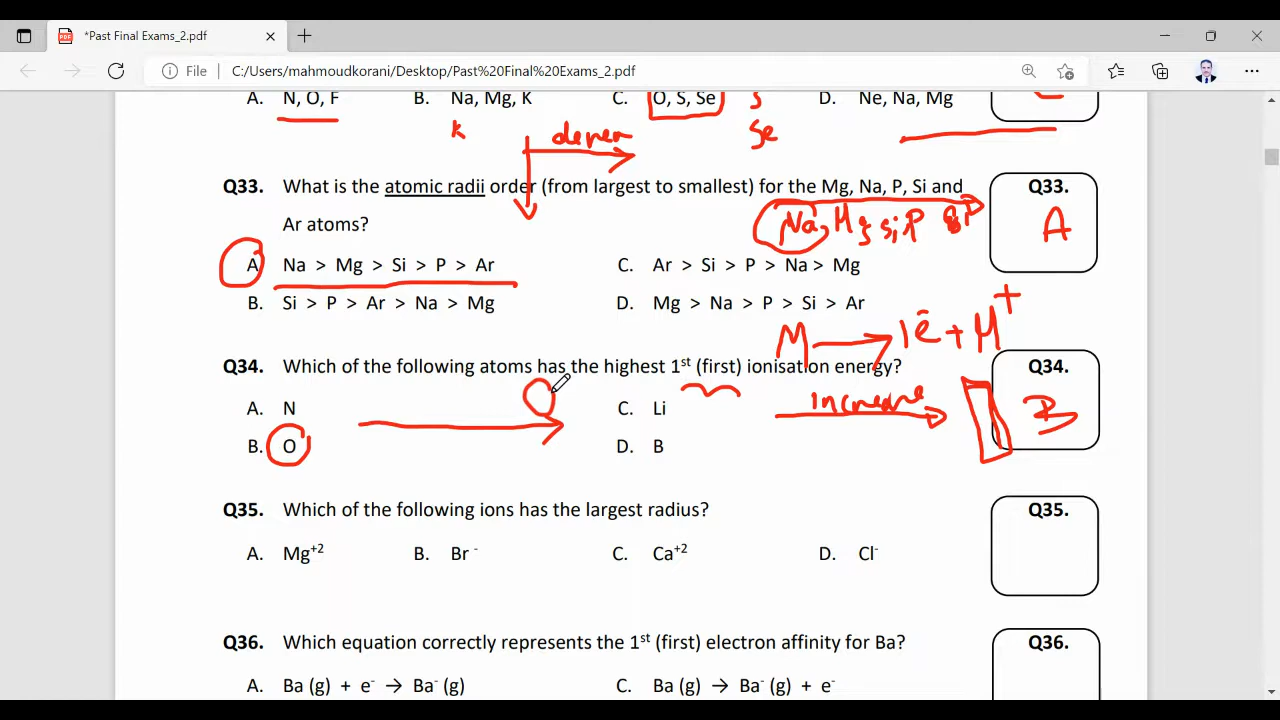 *Past Final Exams_2.pdf
File C:/Users/mahmoudkorani/Desktop/Past%20Final%20Exams_2.pdf
A. N, O, F B. Na, Mg, K C. O, S, Se D. Ne, Na, Mg
K Se
Q33. What is the atomic radii order (from largest to smallest) for the Mg, Na, P, Si and Q33.
Ar atoms? Na, Mg Si P A
A Na > Mg > Si > P > Ar C. Ar > Si > P > Na > Mg
B. Si > P > Ar > Na > Mg D. Mg > Na > P > Si > Ar
M → 1e- + M+
Q34. Which of the following atoms has the highest 1st (first) ionisation energy? Q34.
A. N C. Li increase B
B. O D. B
Q35. Which of the following ions has the largest radius? Q35.
A. Mg+2 B. Br - C. Ca+2 D. Cl-
Q36. Which equation correctly represents the 1st (first) electron affinity for Ba? Q36.
A. Ba (g) + e- → Ba- (g) C. Ba (g) → Ba- (g) + e-